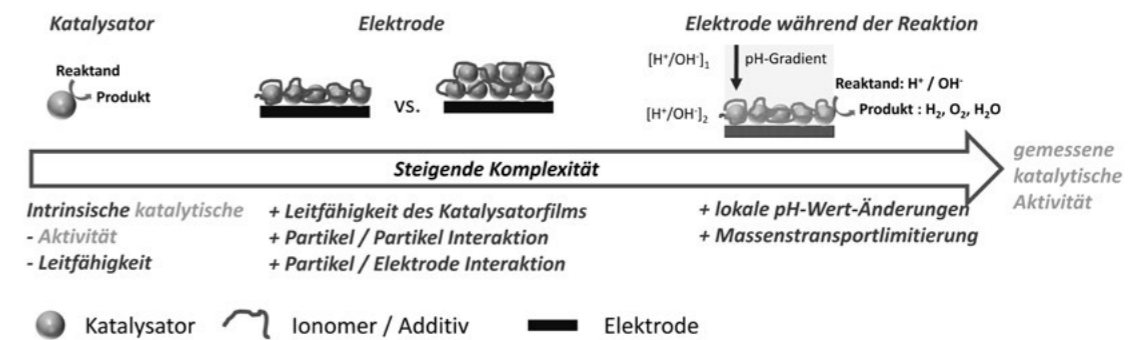 Katalysator
Elektrode
Elektrode während der Reaktion
Reaktand
Produkt
vs.
[H⁺/OH⁻]₁
pH-Gradient
Reaktand: H⁺ / OH⁻
[H⁺/OH⁻]₂
Produkt : H₂, O₂, H₂O
Steigende Komplexität
gemessene
katalytische
Aktivität
Intrinsische katalytische
- Aktivität
- Leitfähigkeit
+ Leitfähigkeit des Katalysatorfilms
+ Partikel / Partikel Interaktion
+ Partikel / Elektrode Interaktion
+ lokale pH-Wert-Änderungen
+ Massenstransportlimitierung
Katalysator
Ionomer / Additiv
Elektrode